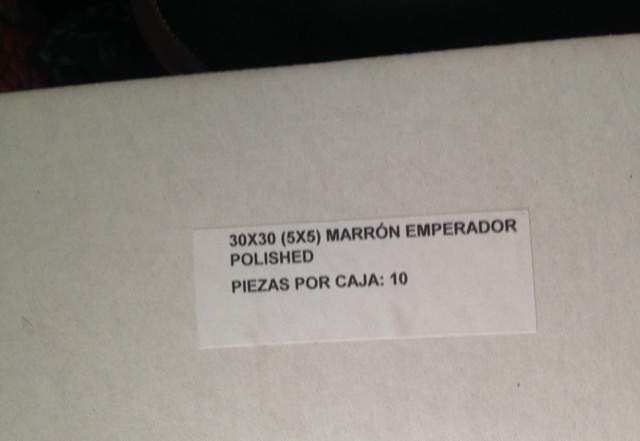 30X30 (5X5) MARRÓN EMPERADOR
POLISHED
PIEZAS POR CAJA: 10